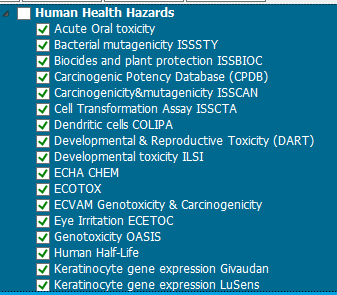 Human Health Hazards
Acute Oral toxicity
Bacterial mutagenicity ISSSTY
Biocides and plant protection ISSBIOC
Carcinogenic Potency Database (CPDB)
Carcinogenicity&mutagenicity ISSCAN
Cell Transformation Assay ISSCTA
Dendritic cells COLIPA
Developmental & Reproductive Toxicity (DART)
Developmental toxicity ILSI
ECHA CHEM
ECOTOX
ECVAM Genotoxicity & Carcinogenicity
Eye Irritation ECETOC
Genotoxicity OASIS
Human Half-Life
Keratinocyte gene expression Givaudan
Keratinocyte gene expression LuSens